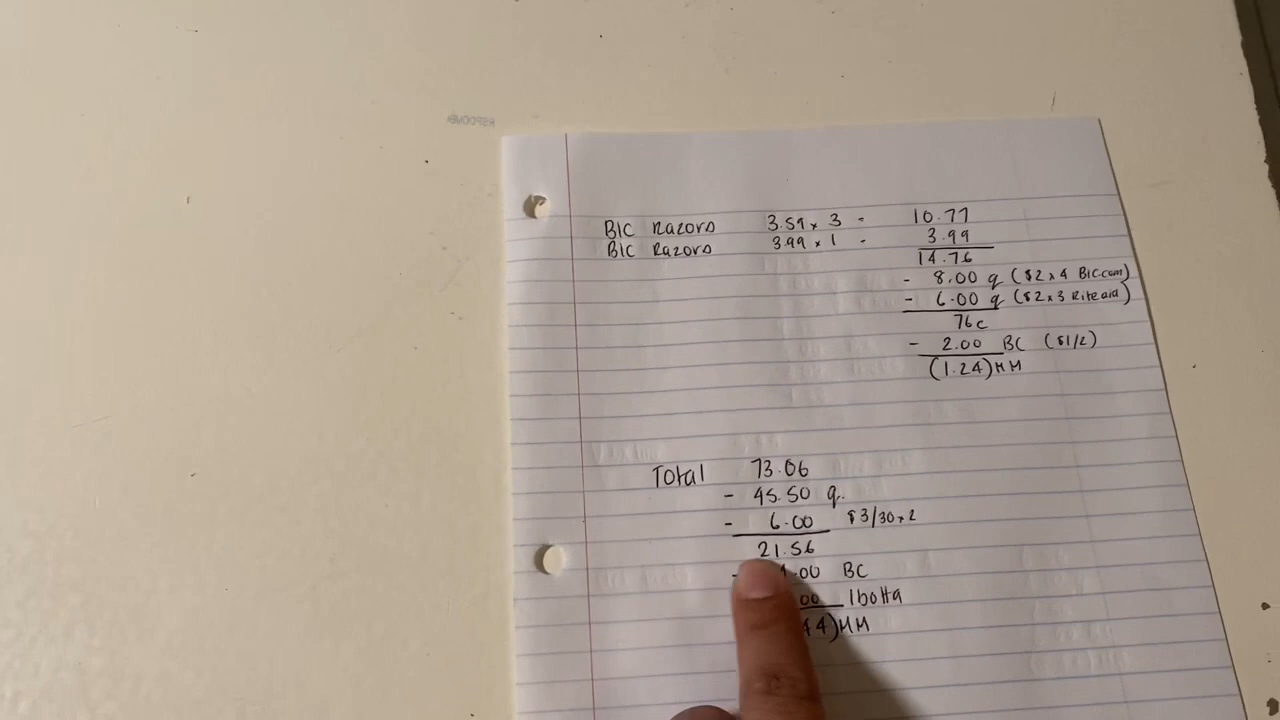 BIC Razors 3.59 x 3 = 10.77
BIC Razors 3.99 x 1 = 3.99
14.76
- 8.00 q ($2 x 4 Bic.com)
- 6.00 q ($2 x 3 Rite aid)
76c
- 2.00 BC ($1/2)
(1.24) MM
Total 73.06
- 45.50 q.
- 6.00 $3/30 x 2
21.56
- .00 BC
00 Ibotta
44) MM